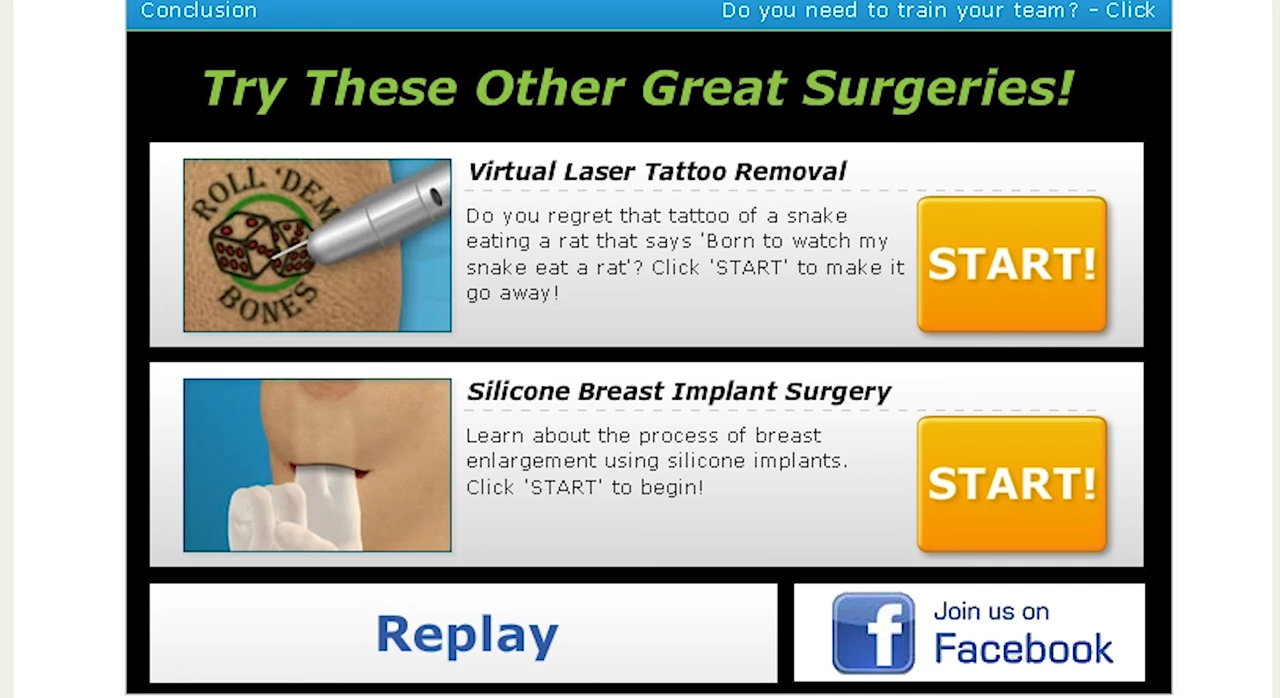 Conclusion
Do you need to train your team? - Click
Try These Other Great Surgeries!
ROLL 'DEM
BONES
Virtual Laser Tattoo Removal
Do you regret that tattoo of a snake
eating a rat that says 'Born to watch my
snake eat a rat'? Click 'START' to make it
go away!
START!
Silicone Breast Implant Surgery
Learn about the process of breast
enlargement using silicone implants.
Click 'START' to begin!
START!
Replay
f
Join us on
Facebook